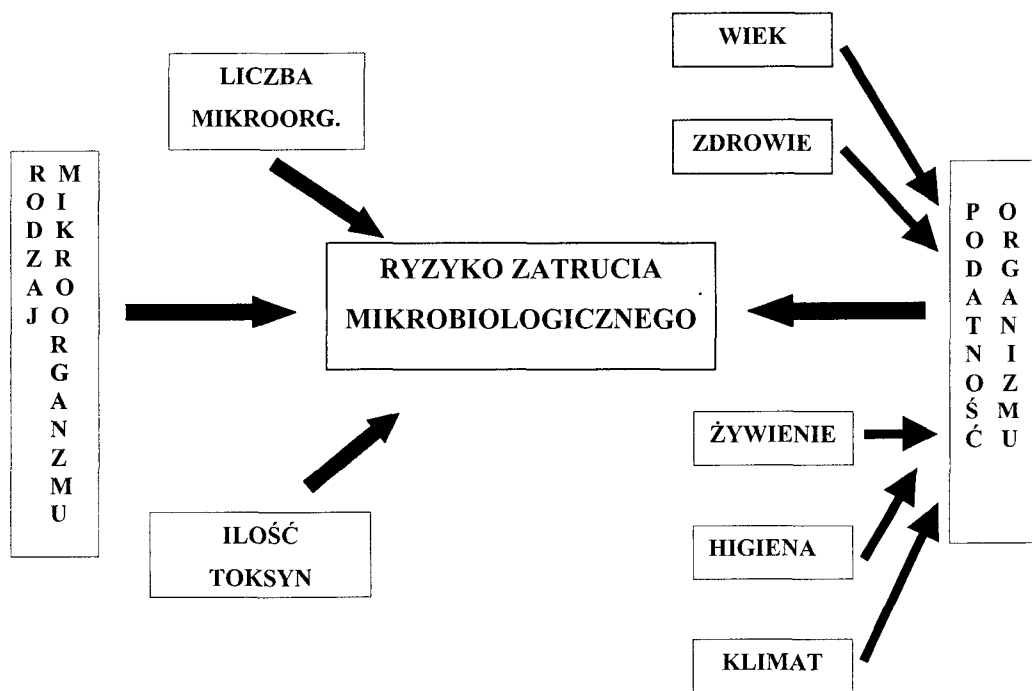 RODZAJ
MIKROORGANZMU
LICZBA
MIKROORG.
RYZYKO ZATRUCIA
MIKROBIOLOGICZNEGO
ILOŚĆ
TOKSYN
WIEK
ZDROWIE
PODATNOŚĆ
ORGANIZMU
ŻYWIENIE
HIGIENA
KLIMAT